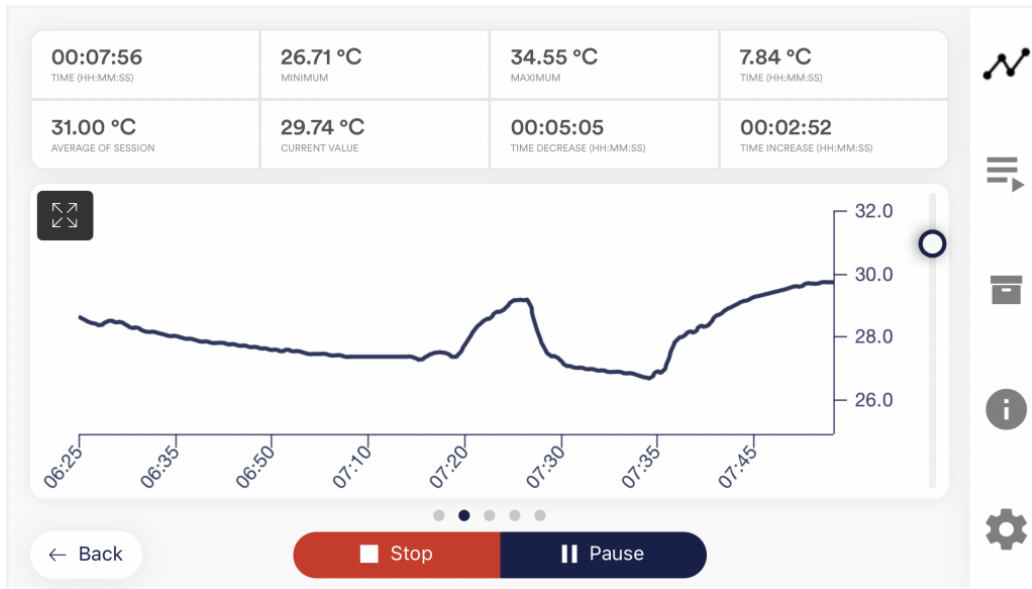 00:07:56
TIME (HH:MM:SS)
26.71 °C
MINIMUM
34.55 °C
MAXIMUM
7.84 °C
TIME (HH:MM:SS)
31.00 °C
AVERAGE OF SESSION
29.74 °C
CURRENT VALUE
00:05:05
TIME DECREASE (HH:MM:SS)
00:02:52
TIME INCREASE (HH:MM:SS)
32.0
30.0
28.0
26.0
06:25
06:35
06:50
07:10
07:20
07:30
07:35
07:45
← Back
Stop
Pause
i